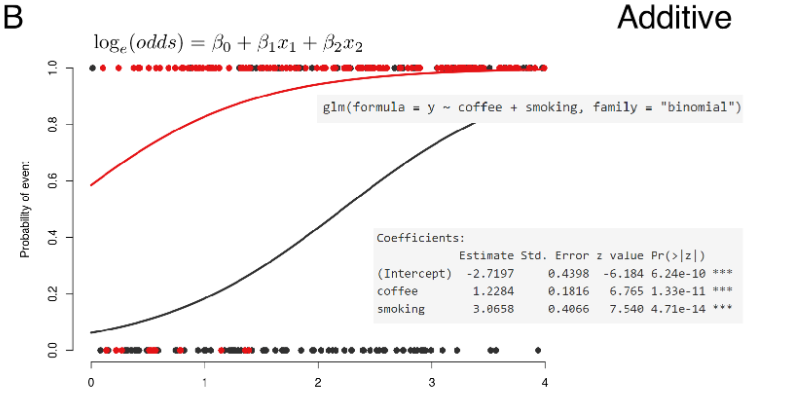 B
Additive
logₑ(odds) = β₀ + β₁x₁ + β₂x₂
glm(formula = y ~ coffee + smoking, family = "binomial")
Probability of event:
1.0
0.8
0.6
0.4
0.2
0.0
Coefficients:
Estimate Std. Error z value Pr(>|z|)
(Intercept) -2.7197 0.4398 -6.184 6.24e-10 ***
coffee 1.2284 0.1816 6.765 1.33e-11 ***
smoking 3.0658 0.4066 7.540 4.71e-14 ***
0 1 2 3 4